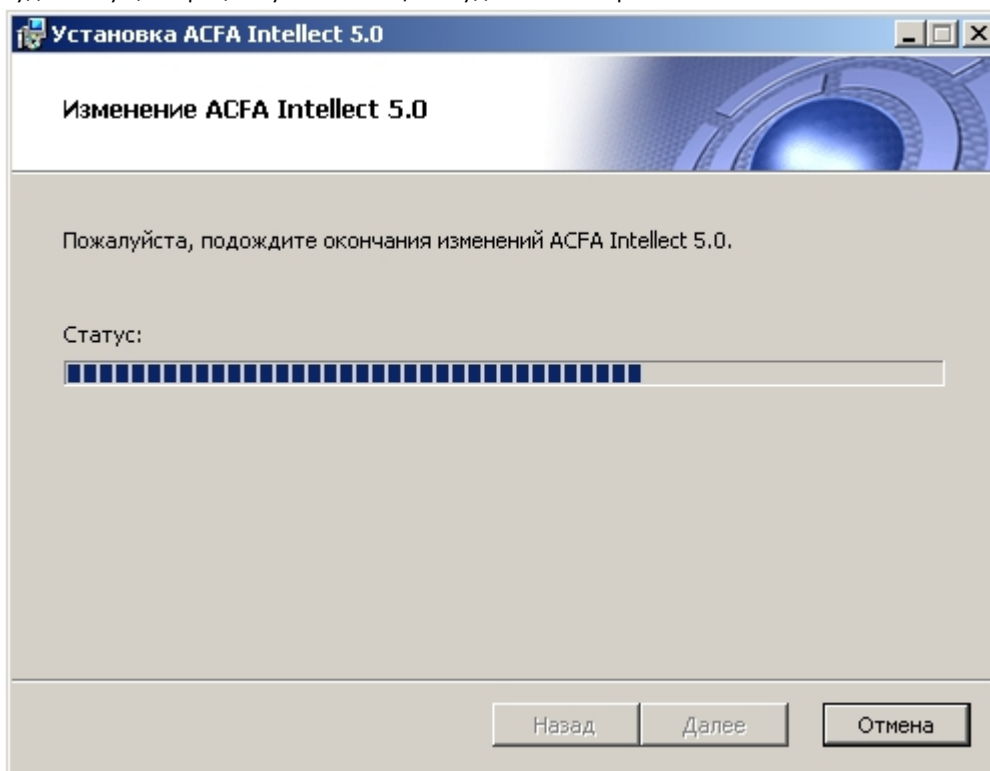 Установка ACFA Intellect 5.0
Изменение ACFA Intellect 5.0
Пожалуйста, подождите окончания изменений ACFA Intellect 5.0.
Статус:
Назад
Далее
Отмена